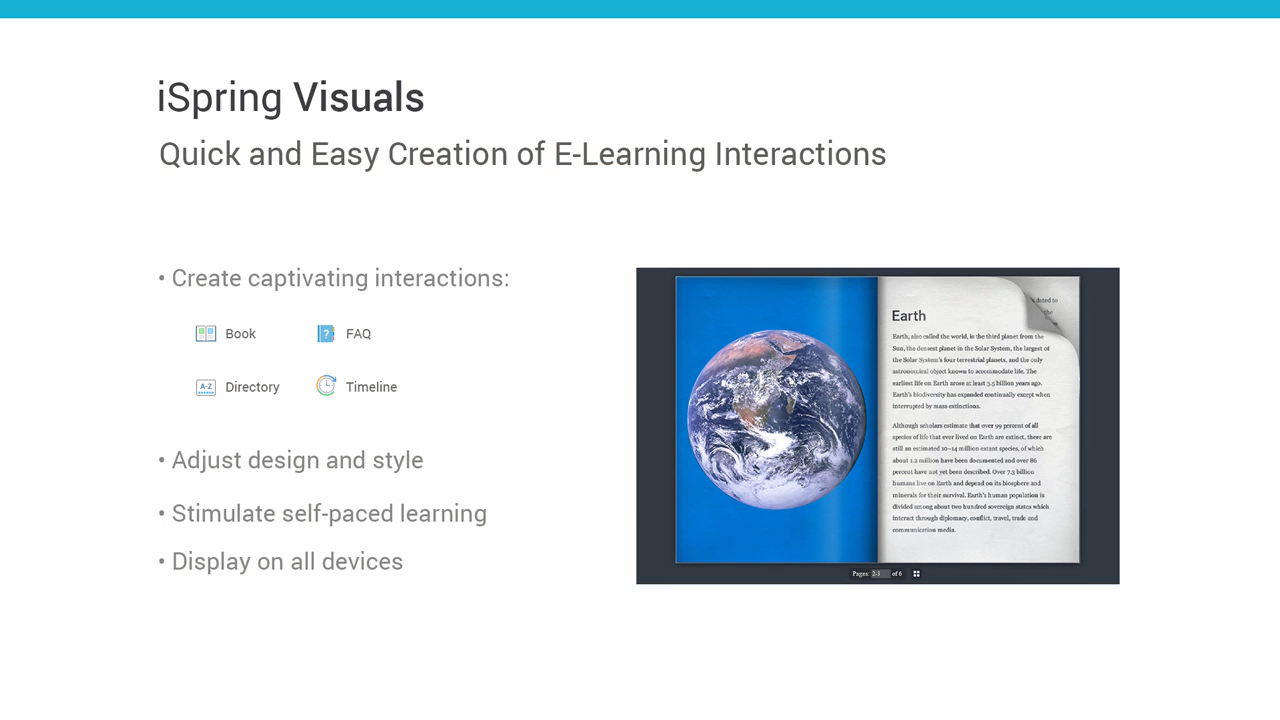 iSpring Visuals
Quick and Easy Creation of E-Learning Interactions
• Create captivating interactions:
Book
FAQ
A-Z
Directory
Timeline
• Adjust design and style
• Stimulate self-paced learning
• Display on all devices
dated to
the
Earth
Earth, also called the world, is the third planet from the
Sun, the densest planet in the Solar System, the largest of
the Solar System's four terrestrial planets, and the only
astronomical object known to accommodate life. The
earliest life on Earth arose at least 3.5 billion years ago.
Earth's biodiversity has expanded continually except when
interrupted by mass extinctions.
Although scholars estimate that over 99 percent of all
species of life that ever lived on Earth are extinct, there are
still an estimated 10–14 million extant species, of which
about 1.2 million have been documented and over 86
percent have not yet been described. Over 7.3 billion
humans live on Earth and depend on its biosphere and
minerals for their survival. Earth's human population is
divided among about two hundred sovereign states which
interact through diplomacy, conflict, travel, trade and
communication media.
Pages: 2-3 of 6